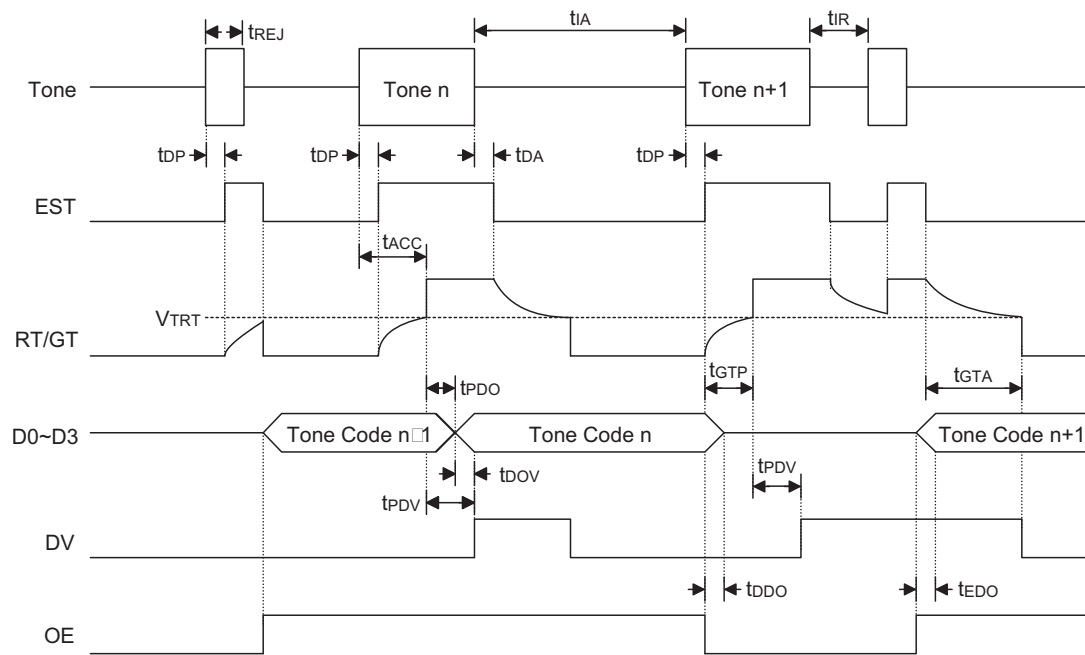 tREJ
tIA
tIR
Tone
Tone n
Tone n+1
tDP
tDP
tDA
tDP
EST
tACC
VTRT
RT/GT
tPDO
tGTP
tGTA
D0~D3
Tone Code n□1
Tone Code n
Tone Code n+1
tDOV
tPDV
tPDV
DV
tDDO
tEDO
OE